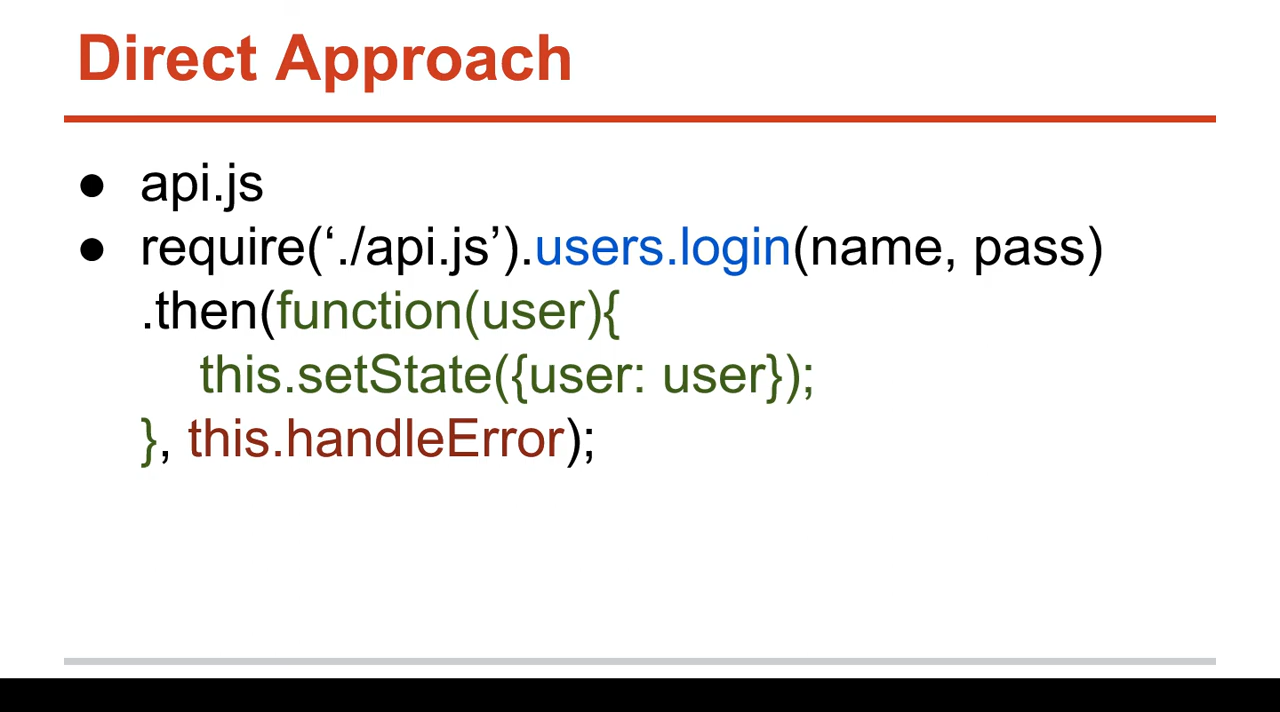 Direct Approach
● api.js
● require(‘./api.js’).users.login(name, pass)
.then(function(user){
this.setState({user: user});
}, this.handleError);